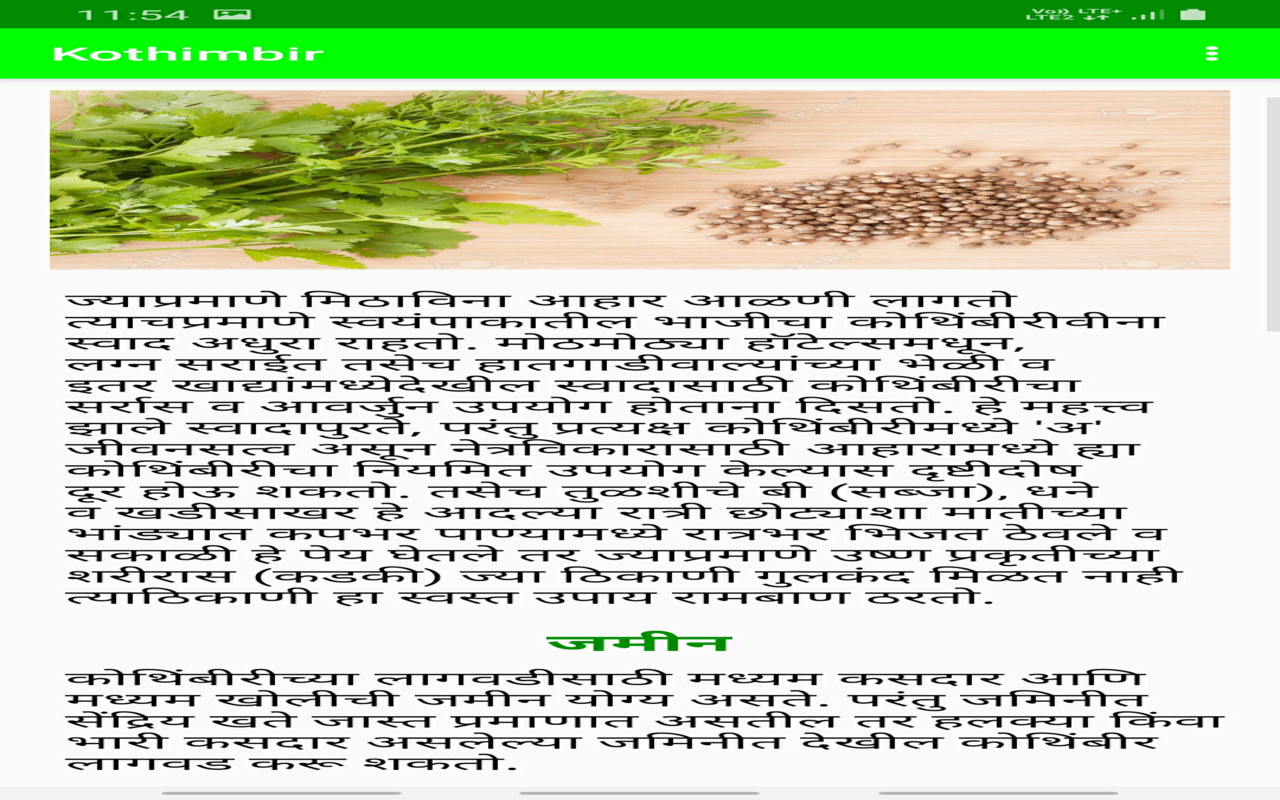 11:54
Vo)) LTE+
LTE2
Kothimbir
ज्याप्रमाणे मिठाविना आहार आळणी लागतो
त्याचप्रमाणे स्वयंपाकातील भाजीचा कोथिंबीरीवीना
स्वाद अधुरा राहतो. मोठमोठ्या हॉटेल्समधून,
लग्न सराईत तसेच हातगाडीवाल्यांच्या भेळी व
इतर खाद्यांमध्येदेखील स्वादासाठी कोथिंबीरीचा
सर्रास व आवर्जुन उपयोग होताना दिसतो. हे महत्त्व
झाले स्वादापुरते, परंतु प्रत्यक्ष कोथिंबीरीमध्ये 'अ'
जीवनसत्व असून नेत्रविकारासाठी आहारामध्ये ह्या
कोथिंबीरीचा नियमित उपयोग केल्यास दृष्टीदोष
दूर होऊ शकतो. तसेच तुळशीचे बी (सब्जा), धने
व खडीसाखर हे आदल्या रात्री छोट्याशा मातीच्या
भांड्यात कपभर पाण्यामध्ये रात्रभर भिजत ठेवले व
सकाळी हे पेय घेतले तर ज्याप्रमाणे उष्ण प्रकृतीच्या
शरीरास (कडकी) ज्या ठिकाणी गुलकंद मिळत नाही
त्याठिकाणी हा स्वस्त उपाय रामबाण ठरतो.
जमीन
कोथिंबीरीच्या लागवडीसाठी मध्यम कसदार आणि
मध्यम खोलीची जमीन योग्य असते. परंतु जमिनीत
सेंद्रिय खते जास्त प्रमाणात असतील तर हलक्या किंवा
भारी कसदार असलेल्या जमिनीत देखील कोथिंबीर
लागवड करू शकतो.